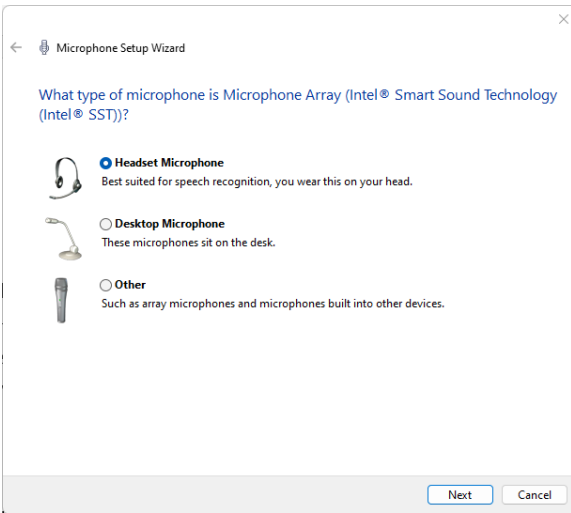 Microphone Setup Wizard
What type of microphone is Microphone Array (Intel® Smart Sound Technology
(Intel® SST))?
Headset Microphone
Best suited for speech recognition, you wear this on your head.
Desktop Microphone
These microphones sit on the desk.
Other
Such as array microphones and microphones built into other devices.
Next
Cancel